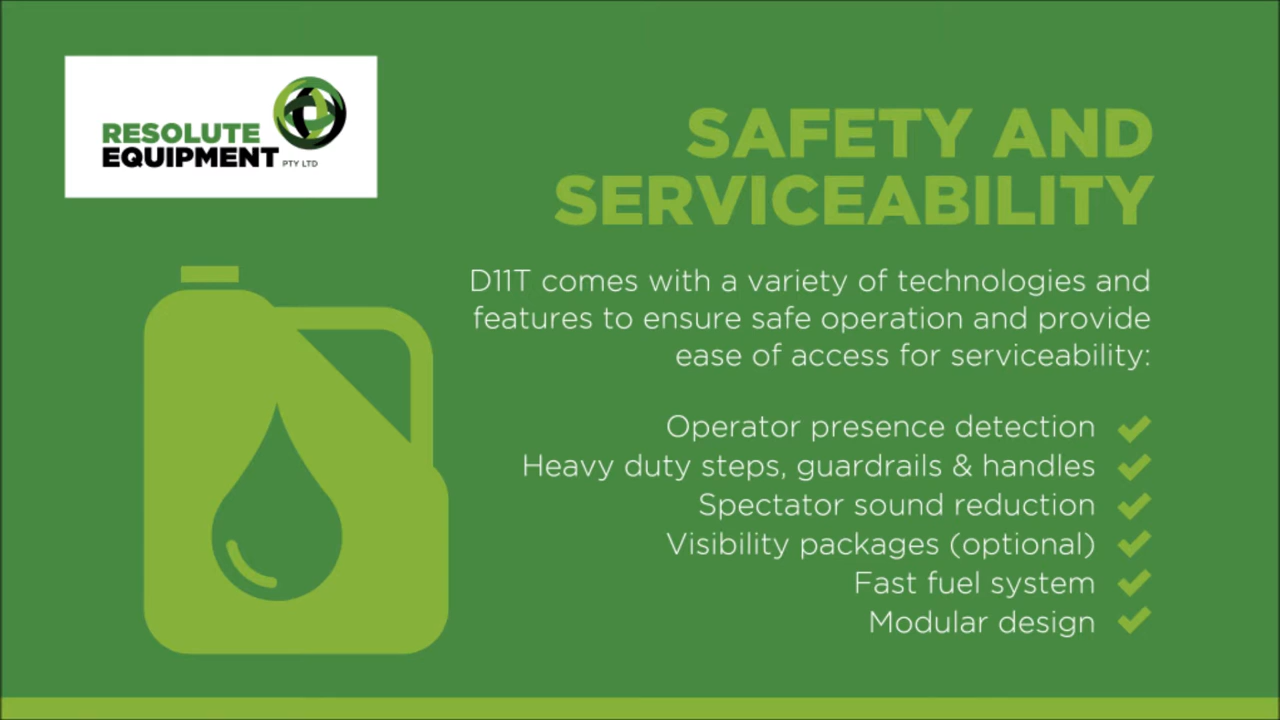 RESOLUTE
EQUIPMENT PTY LTD
SAFETY AND
SERVICEABILITY
D11T comes with a variety of technologies and
features to ensure safe operation and provide
ease of access for serviceability:
Operator presence detection
Heavy duty steps, guardrails & handles
Spectator sound reduction
Visibility packages (optional)
Fast fuel system
Modular design